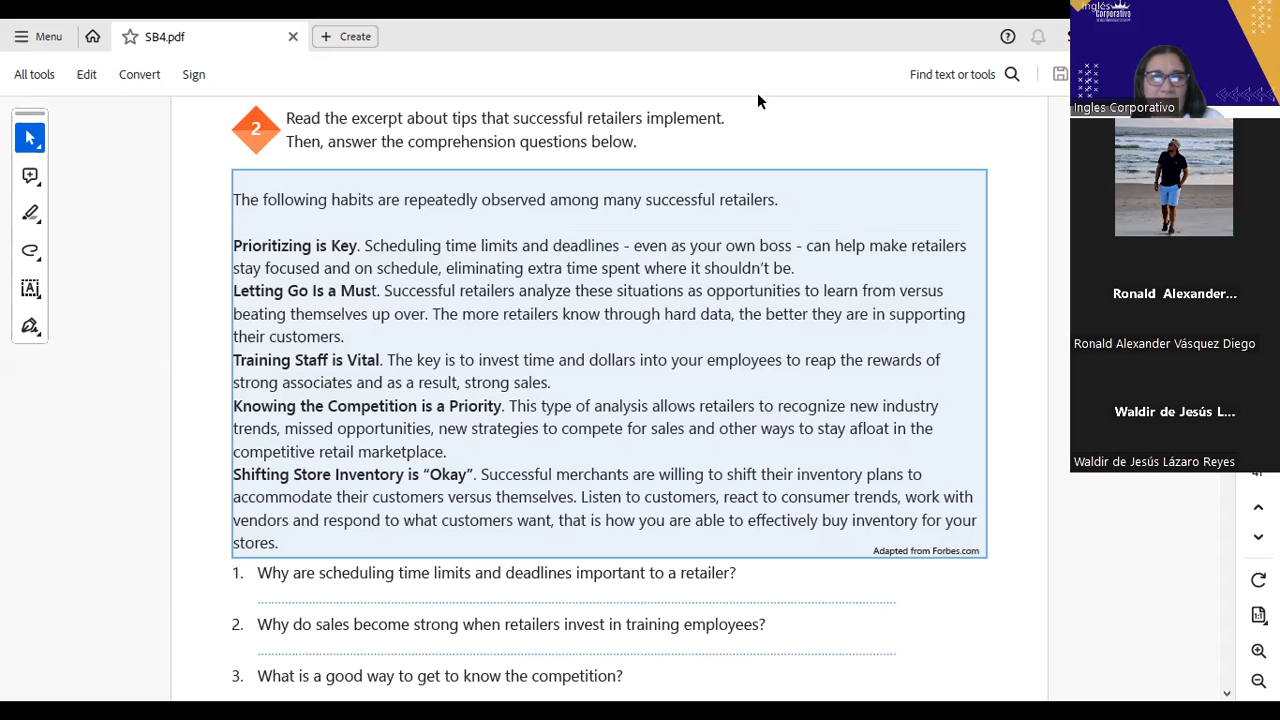 Menu
SB4.pdf
Create
All tools
Edit
Convert
Sign
Find text or tools
2
Read the excerpt about tips that successful retailers implement.
Then, answer the comprehension questions below.
The following habits are repeatedly observed among many successful retailers.
Prioritizing is Key. Scheduling time limits and deadlines - even as your own boss - can help make retailers
stay focused and on schedule, eliminating extra time spent where it shouldn't be.
Letting Go Is a Must. Successful retailers analyze these situations as opportunities to learn from versus
beating themselves up over. The more retailers know through hard data, the better they are in supporting
their customers.
Training Staff is Vital. The key is to invest time and dollars into your employees to reap the rewards of
strong associates and as a result, strong sales.
Knowing the Competition is a Priority. This type of analysis allows retailers to recognize new industry
trends, missed opportunities, new strategies to compete for sales and other ways to stay afloat in the
competitive retail marketplace.
Shifting Store Inventory is “Okay”. Successful merchants are willing to shift their inventory plans to
accommodate their customers versus themselves. Listen to customers, react to consumer trends, work with
vendors and respond to what customers want, that is how you are able to effectively buy inventory for your
stores.
Adapted from Forbes.com
1. Why are scheduling time limits and deadlines important to a retailer?
2. Why do sales become strong when retailers invest in training employees?
3. What is a good way to get to know the competition?
Inglés
Corporativo
Ingles Corporativo
Ronald Alexander...
Ronald Alexander Vásquez Diego
Waldir de Jesús L...
Waldir de Jesús Lázaro Reyes